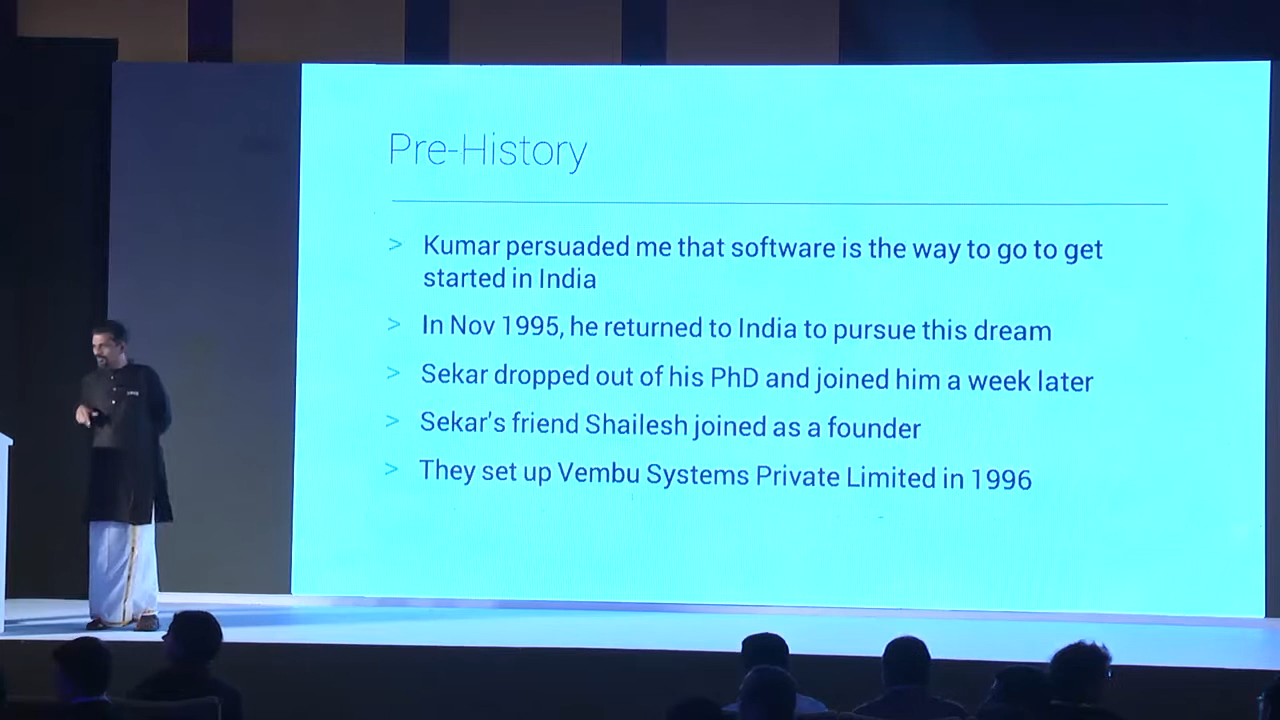 Pre-History
> Kumar persuaded me that software is the way to go to get
started in India
> In Nov 1995, he returned to India to pursue this dream
> Sekar dropped out of his PhD and joined him a week later
> Sekar's friend Shailesh joined as a founder
> They set up Vembu Systems Private Limited in 1996